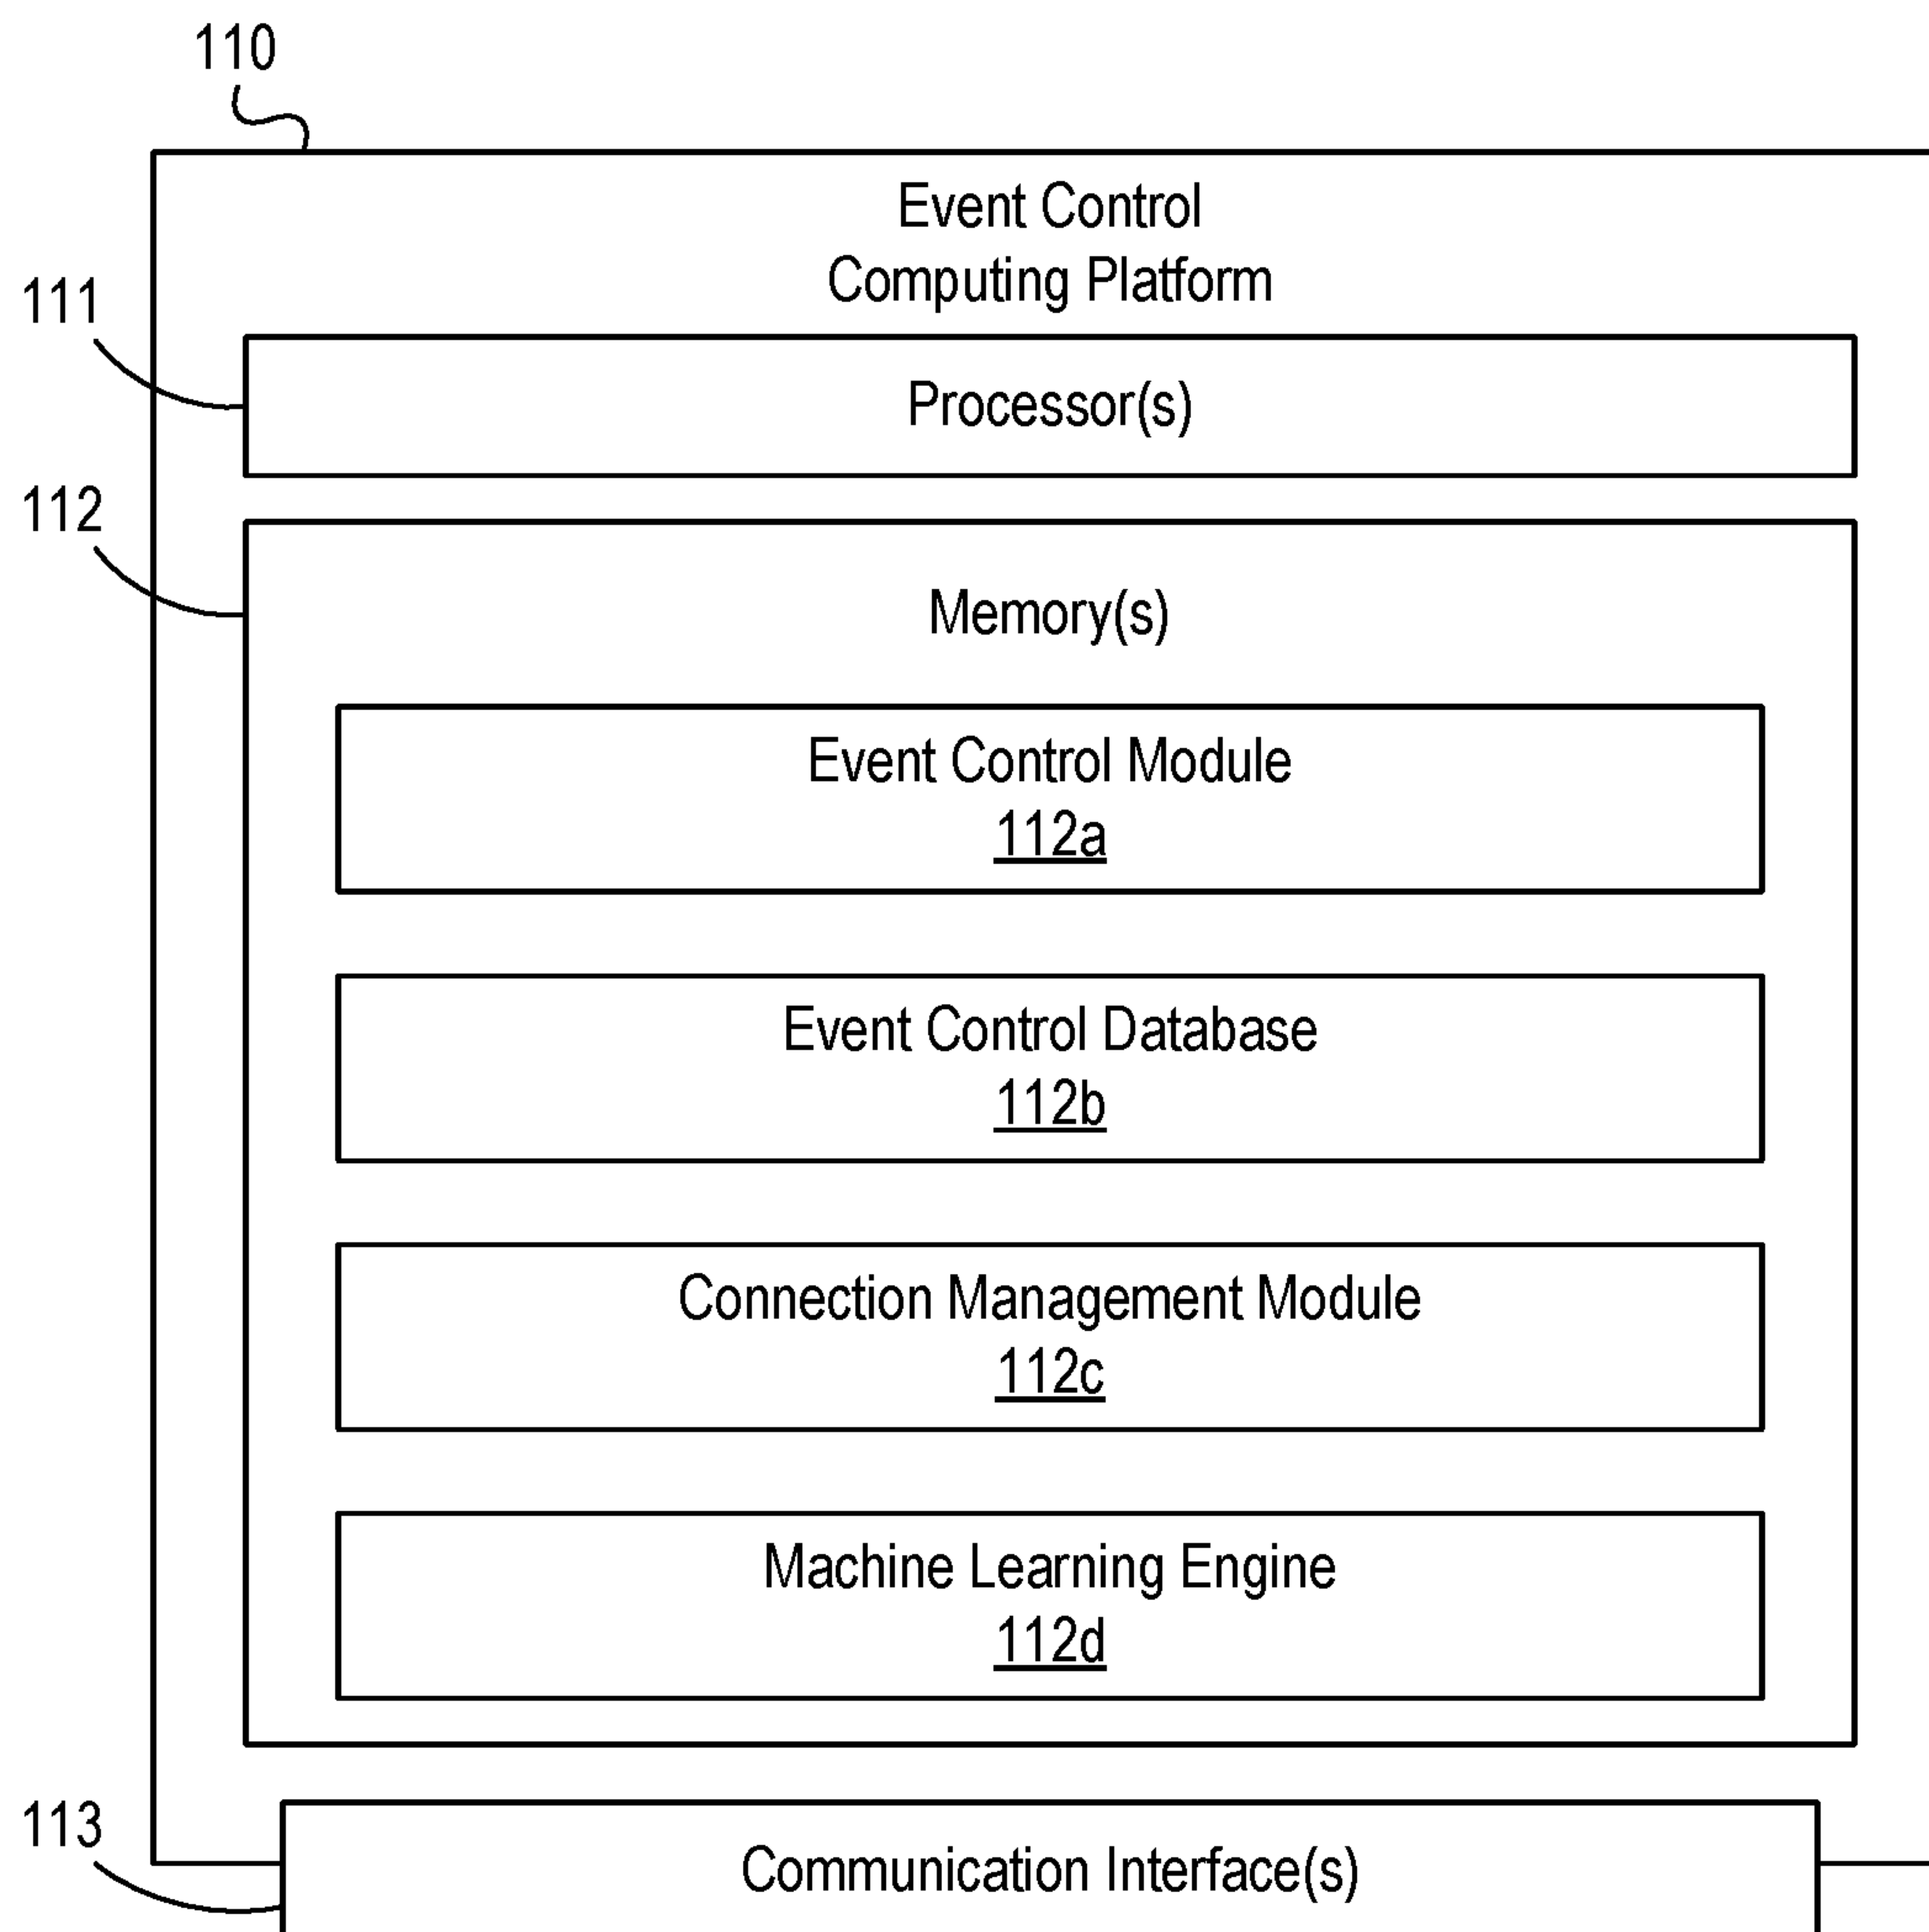 110
Event Control
Computing Platform
111
Processor(s)
112
Memory(s)
Event Control Module
112a
Event Control Database
112b
Connection Management Module
112c
Machine Learning Engine
112d
113
Communication Interface(s)